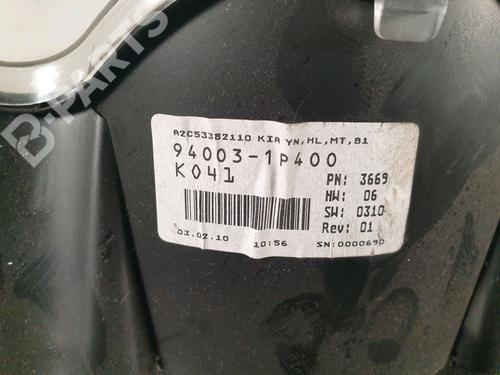 B-PARTS
A2C53382110 KIA YN,HL,MT,B1
94003-1P400
K041
PN: 3669
HW: 06
SW: 0310
Rev: 01
03.02.10 10:56 SN:0000690